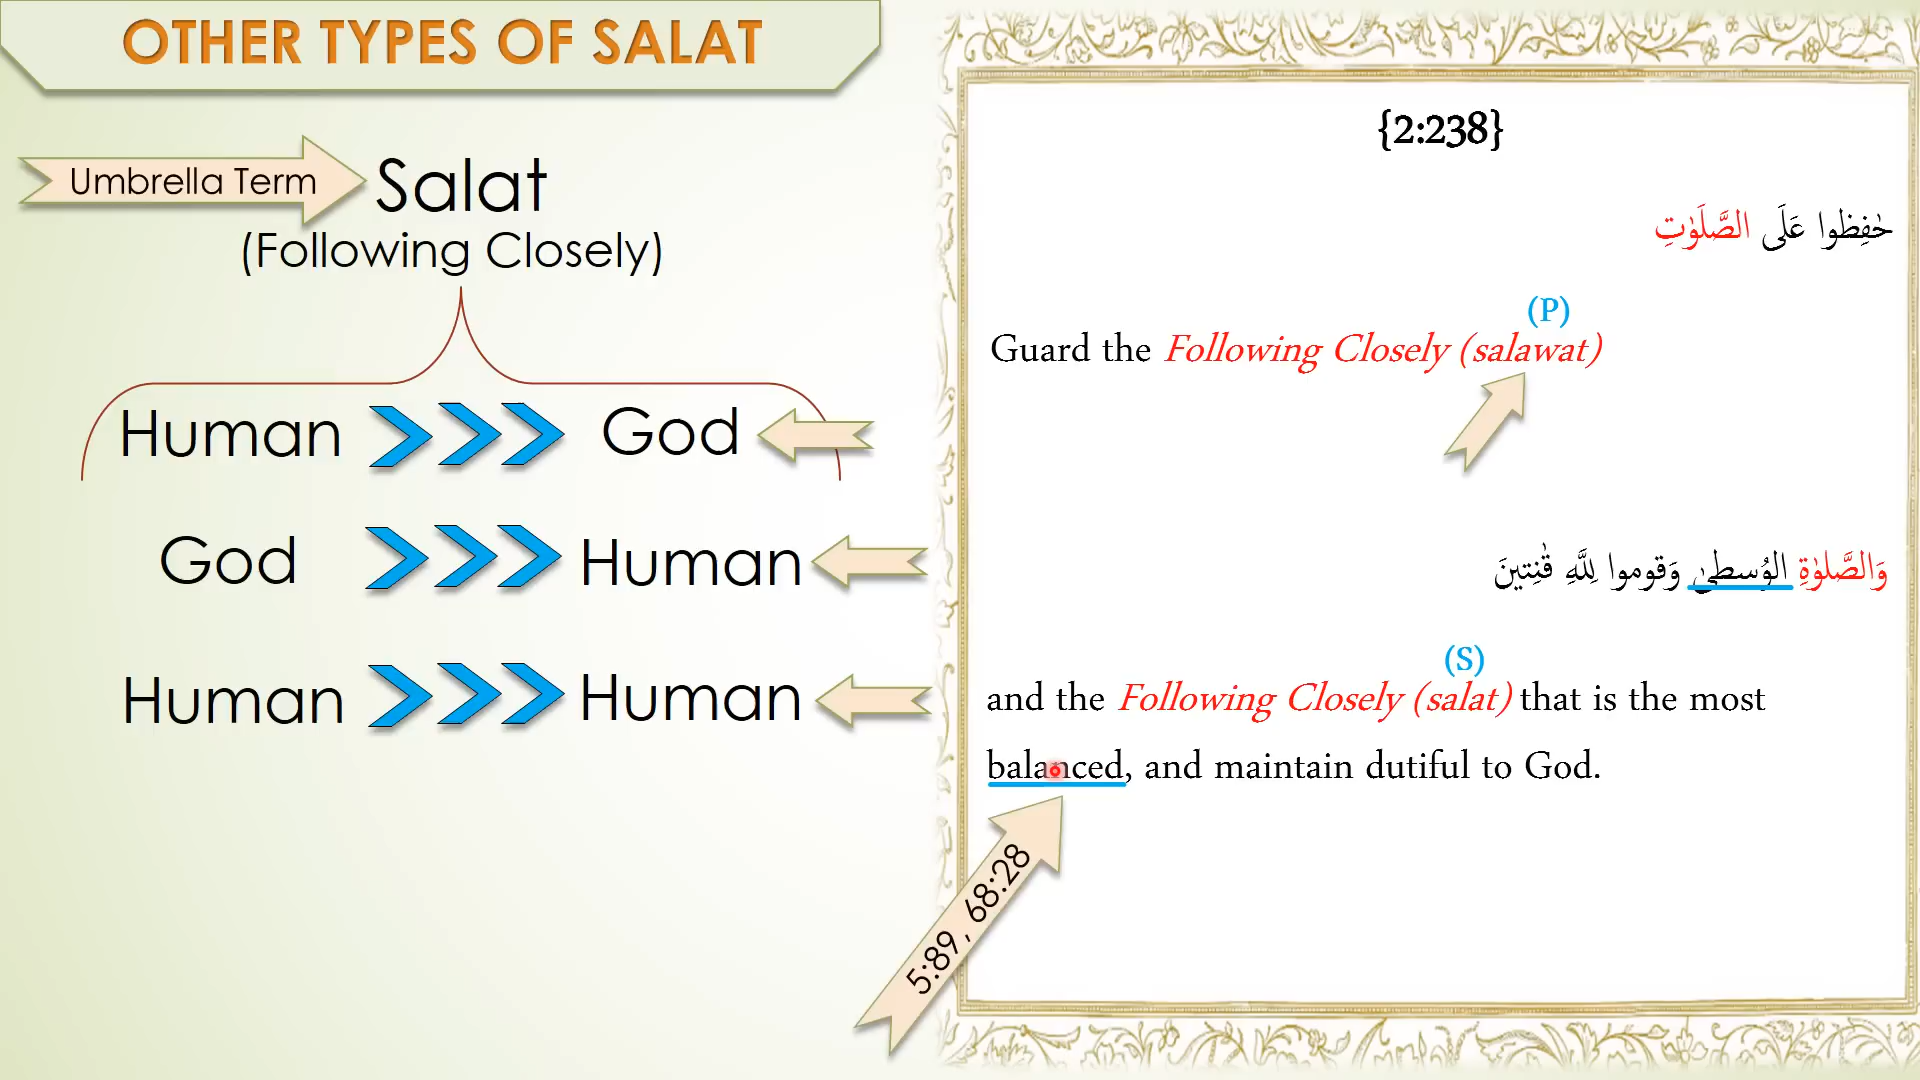 OTHER TYPES OF SALAT
Umbrella Term
Salat
(Following Closely)
Human
God
God
Human
Human
Human
{2:238}
حَٰفِظوا عَلَى الصَّلَوَٰتِ
(P)
Guard the Following Closely (salawat)
وَالصَّلوٰةِ الوُسطىٰ وَقوموا لِلَّهِ قَٰنِتينَ
(S)
and the Following Closely (salat) that is the most
balanced, and maintain dutiful to God.
5:89, 68:28